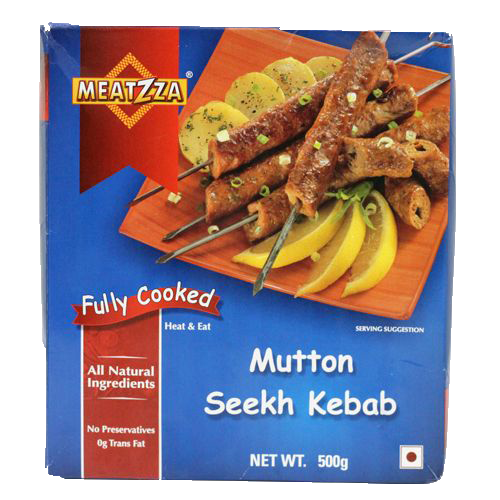 MEATZZA®
Fully Cooked
Heat & Eat
SERVING SUGGESTION
All Natural
Ingredients
Mutton
Seekh Kebab
No Preservatives
0g Trans Fat
NET WT. 500g